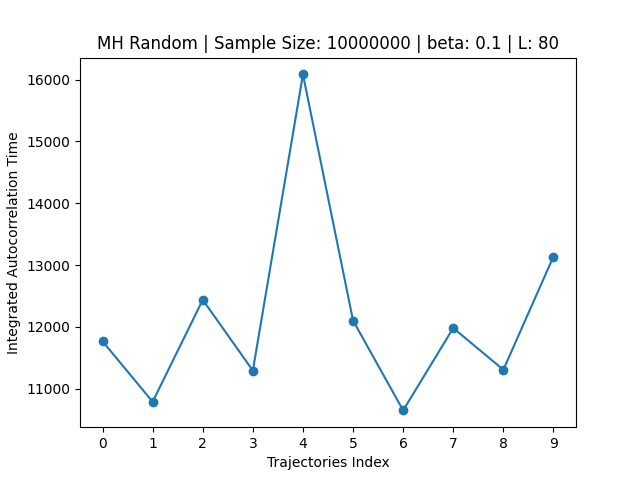 MH Random | Sample Size: 10000000 | beta: 0.1 | L: 80
Integrated Autocorrelation Time
16000
15000
14000
13000
12000
11000
0 1 2 3 4 5 6 7 8 9
Trajectories Index